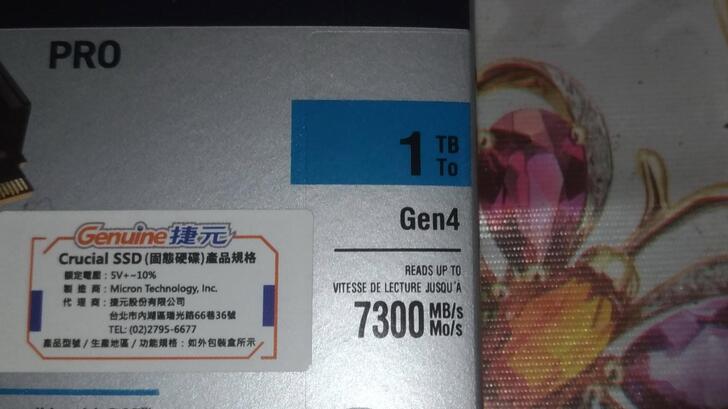 PRO
1 TB
To
Gen4
READS UP TO
VITESSE DE LECTURE JUSQU'À
7300 MB/s
Mo/s
Genuine捷元
Crucial SSD(固態硬碟)產品規格
額定電壓：5V+-10%
製造商：Micron Technology, Inc.
代理商：捷元股份有限公司
台北市內湖區瑞光路66巷36號
TEL: (02)2795-6677
產品型號/生產地區/功能規格：如外包裝盒所示